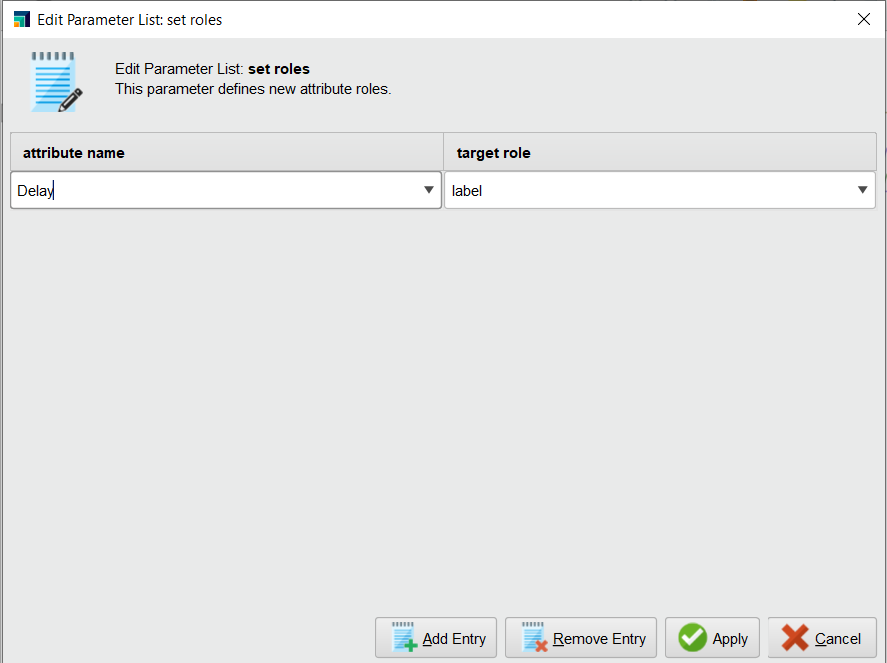 Edit Parameter List: set roles
Edit Parameter List: set roles
This parameter defines new attribute roles.
attribute name target role
Delay label
Add Entry Remove Entry Apply Cancel